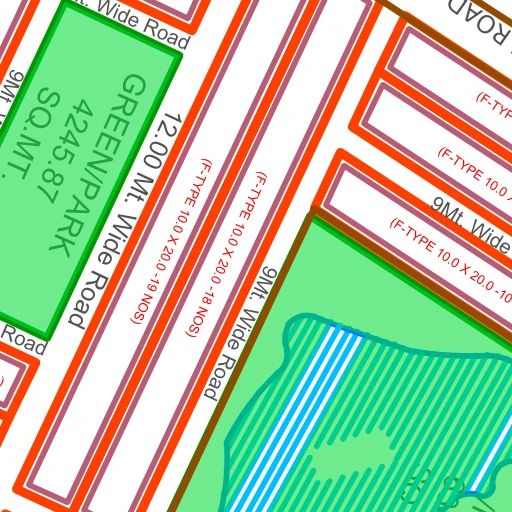 Mt. Wide Road
ROAD
9Mt.
GREEN/PARK
4245.87
SQ.MT.
12.00 Mt. Wide Road
(F-TYPE 10.0 X 20.0 -19 NOS)
(F-TYPE 10.0 X 20.0 -18 NOS)
9Mt. Wide Road
(F-TYP
(F-TYPE 10.0
9Mt. Wide
(F-TYPE 10.0 X 20.0 -10
Road